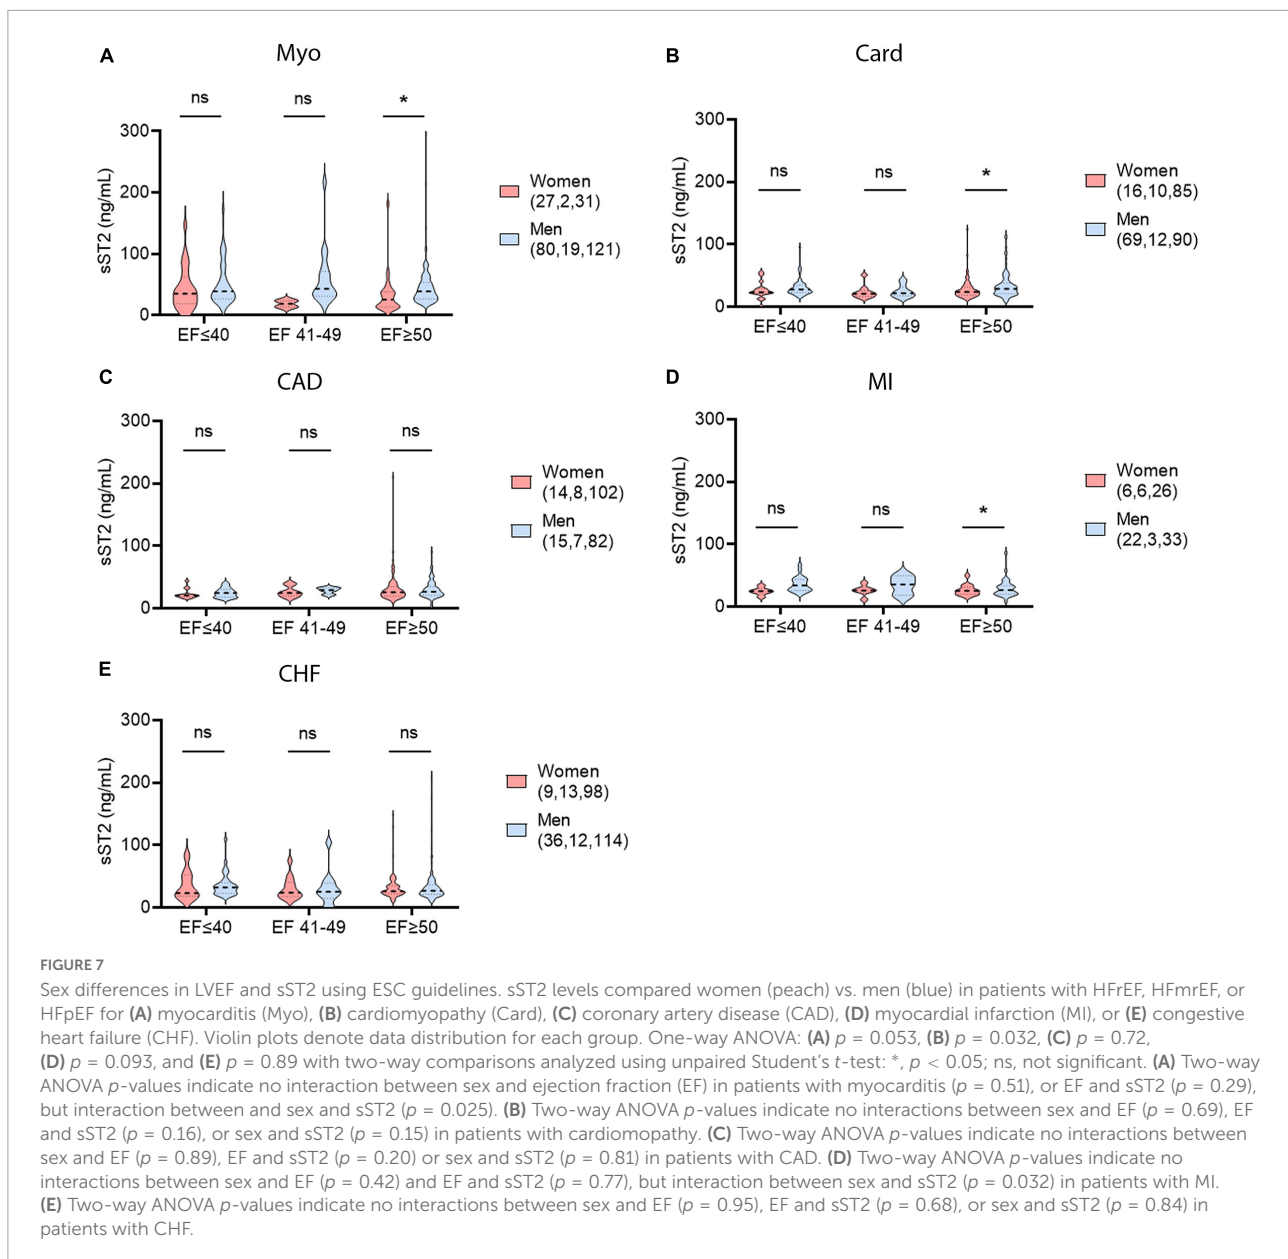 A
Myo
ns
ns
*
300
200
100
0
sST2 (ng/mL)
EF≤40
EF 41-49
EF≥50
Women
(27,2,31)
Men
(80,19,121)
B
Card
ns
ns
*
300
200
100
0
sST2 (ng/mL)
EF≤40
EF 41-49
EF≥50
Women
(16,10,85)
Men
(69,12,90)
C
CAD
ns
ns
ns
300
200
100
0
sST2 (ng/mL)
EF≤40
EF 41-49
EF≥50
Women
(14,8,102)
Men
(15,7,82)
D
MI
ns
ns
*
300
200
100
0
sST2 (ng/mL)
EF≤40
EF 41-49
EF≥50
Women
(6,6,26)
Men
(22,3,33)
E
CHF
ns
ns
ns
300
200
100
0
sST2 (ng/mL)
EF≤40
EF 41-49
EF≥50
Women
(9,13,98)
Men
(36,12,114)
FIGURE 7
Sex differences in LVEF and sST2 using ESC guidelines. sST2 levels compared women (peach) vs. men (blue) in patients with HFrEF, HFmrEF, or
HFpEF for (A) myocarditis (Myo), (B) cardiomyopathy (Card), (C) coronary artery disease (CAD), (D) myocardial infarction (MI), or (E) congestive
heart failure (CHF). Violin plots denote data distribution for each group. One-way ANOVA: (A) p = 0.053, (B) p = 0.032, (C) p = 0.72,
(D) p = 0.093, and (E) p = 0.89 with two-way comparisons analyzed using unpaired Student's t-test: *, p < 0.05; ns, not significant. (A) Two-way
ANOVA p-values indicate no interaction between sex and ejection fraction (EF) in patients with myocarditis (p = 0.51), or EF and sST2 (p = 0.29),
but interaction between and sex and sST2 (p = 0.025). (B) Two-way ANOVA p-values indicate no interactions between sex and EF (p = 0.69), EF
and sST2 (p = 0.16), or sex and sST2 (p = 0.15) in patients with cardiomopathy. (C) Two-way ANOVA p-values indicate no interactions between
sex and EF (p = 0.89), EF and sST2 (p = 0.20) or sex and sST2 (p = 0.81) in patients with CAD. (D) Two-way ANOVA p-values indicate no
interactions between sex and EF (p = 0.42) and EF and sST2 (p = 0.77), but interaction between sex and sST2 (p = 0.032) in patients with MI.
(E) Two-way ANOVA p-values indicate no interactions between sex and EF (p = 0.95), EF and sST2 (p = 0.68), or sex and sST2 (p = 0.84) in
patients with CHF.